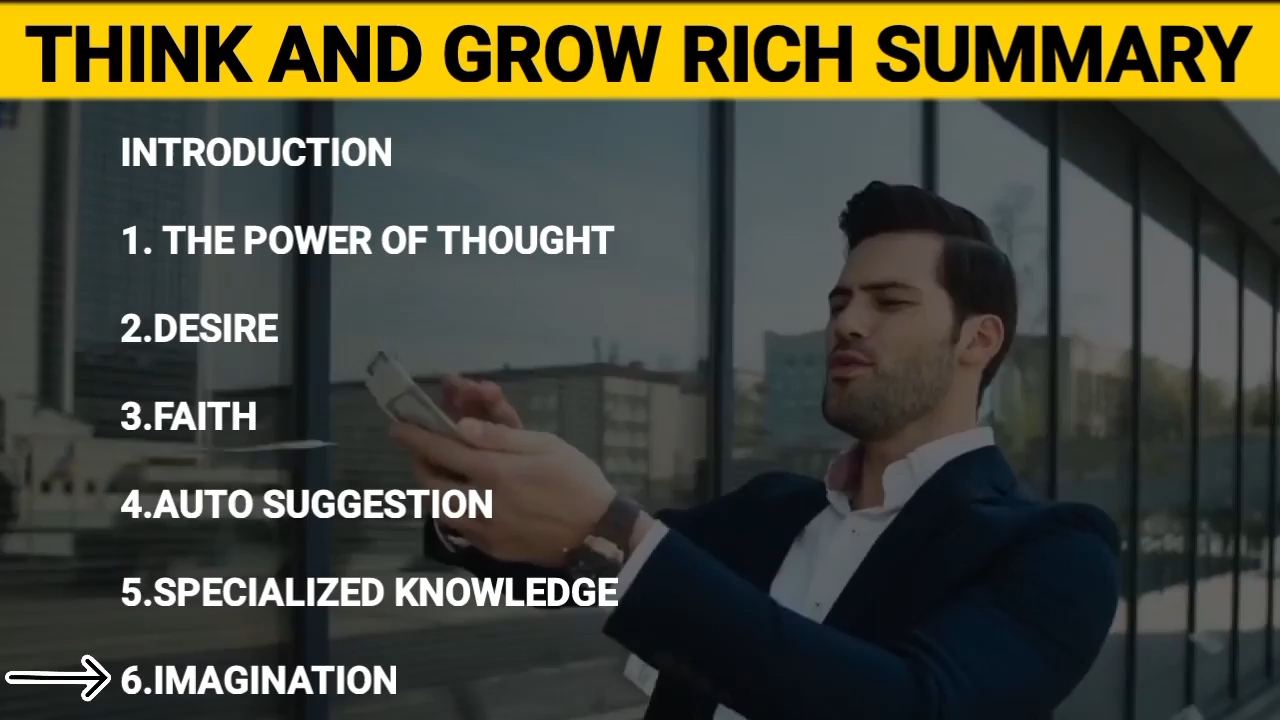 THINK AND GROW RICH SUMMARY
INTRODUCTION
1. THE POWER OF THOUGHT
2.DESIRE
3.FAITH
4.AUTO SUGGESTION
5.SPECIALIZED KNOWLEDGE
6.IMAGINATION